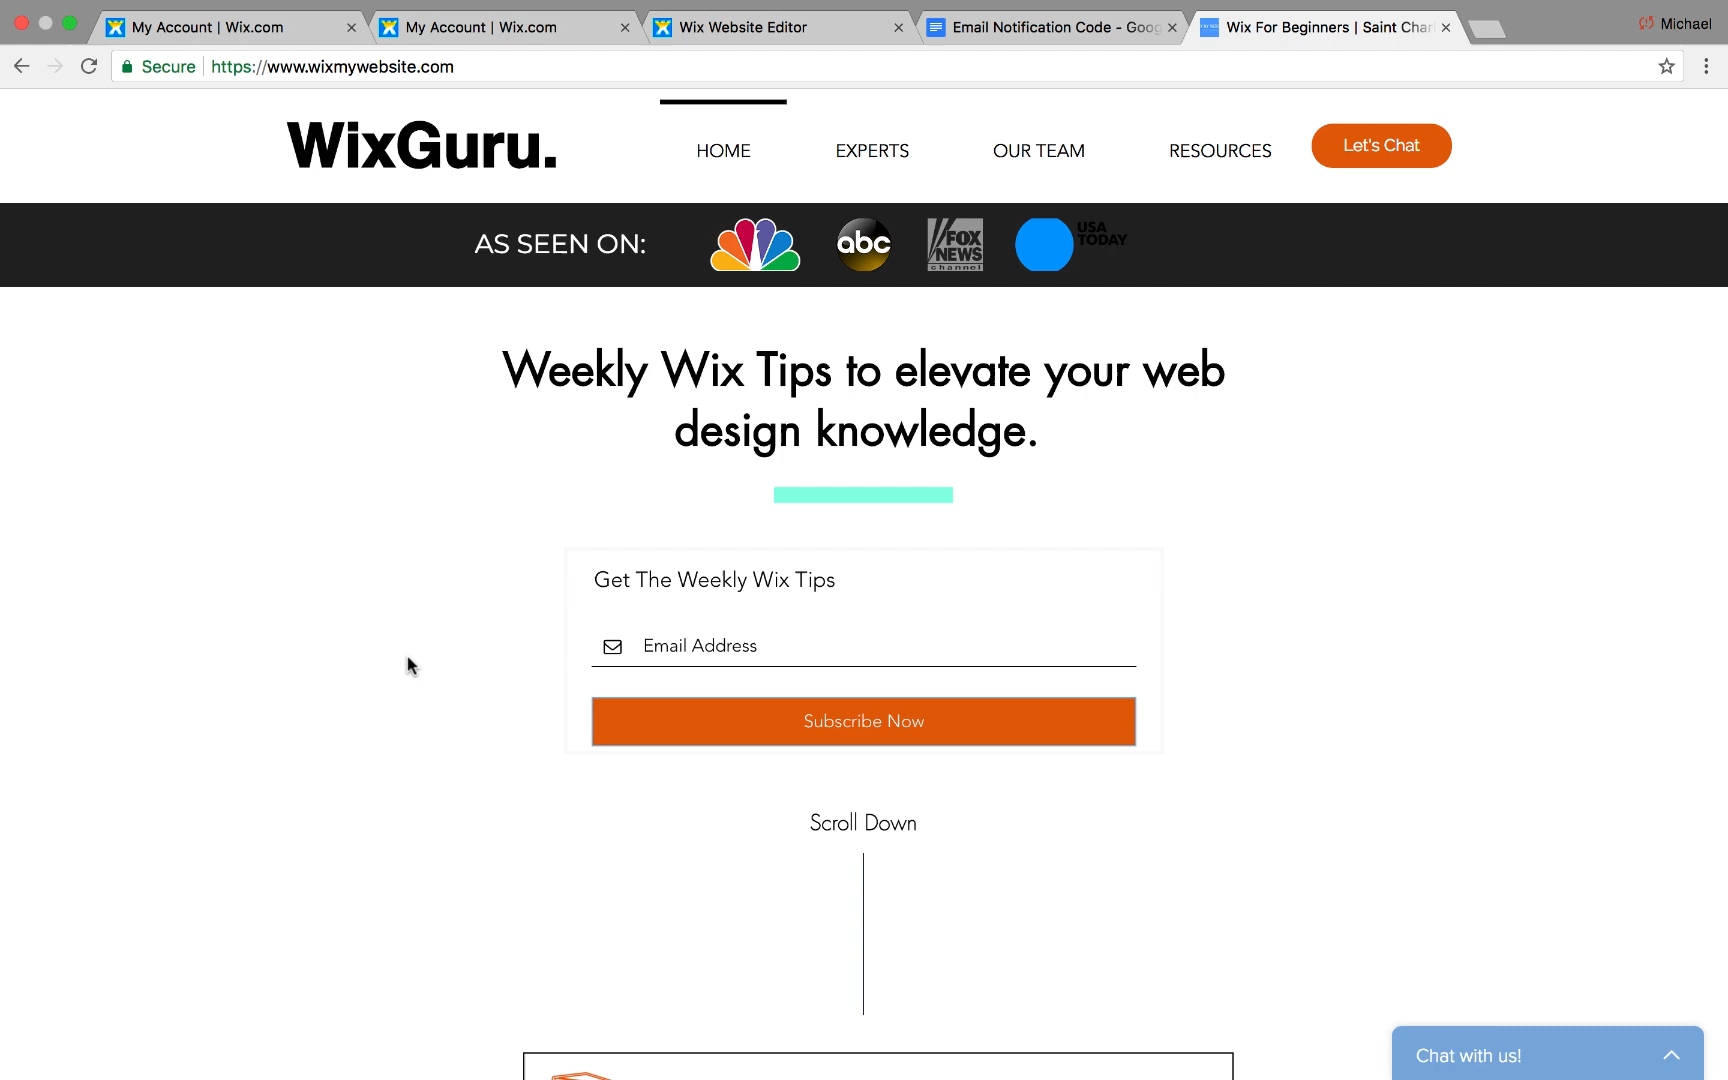 My Account | Wix.com
My Account | Wix.com
Wix Website Editor
Email Notification Code - Goog
Wix For Beginners | Saint Char
Michael
Secure
https://www.wixmywebsite.com
WixGuru.
HOME
EXPERTS
OUR TEAM
RESOURCES
Let's Chat
AS SEEN ON:
abc
FOX
NEWS
channel
USA
TODAY
Weekly Wix Tips to elevate your web
design knowledge.
Get The Weekly Wix Tips
Email Address
Subscribe Now
Scroll Down
Chat with us!